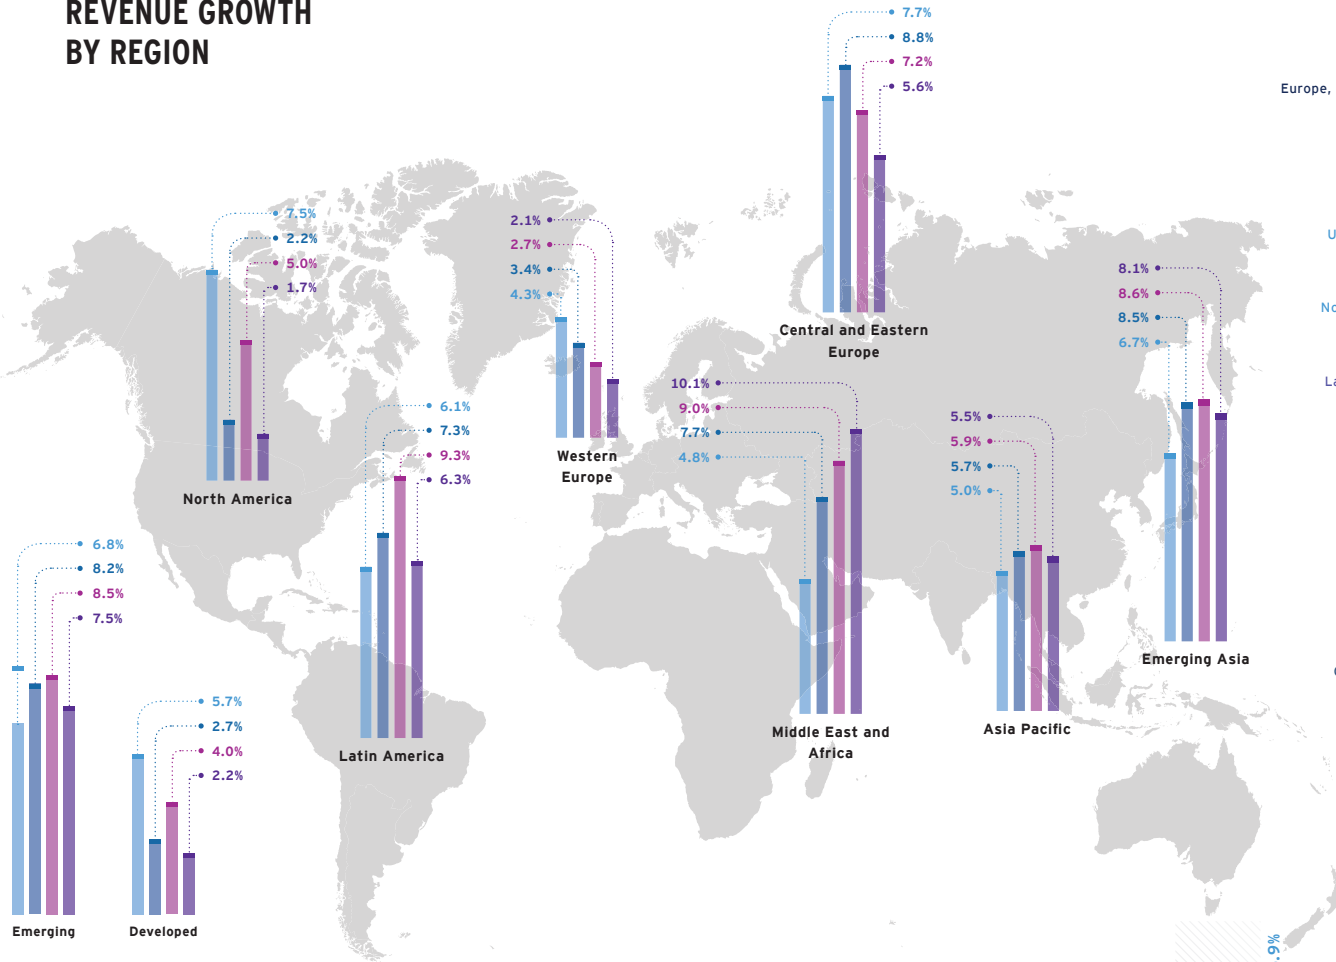 REVENUE GROWTH
BY REGION
7.7%
8.8%
7.2%
5.6%
Central and Eastern
Europe
Europe,
7.5%
2.2%
5.0%
1.7%
North America
2.1%
2.7%
3.4%
4.3%
Western
Europe
8.1%
8.6%
8.5%
6.7%
Emerging Asia
6.1%
7.3%
9.3%
6.3%
Latin America
10.1%
9.0%
7.7%
4.8%
Middle East and
Africa
5.5%
5.9%
5.7%
5.0%
Asia Pacific
6.8%
8.2%
8.5%
7.5%
Emerging
5.7%
2.7%
4.0%
2.2%
Developed
.9%